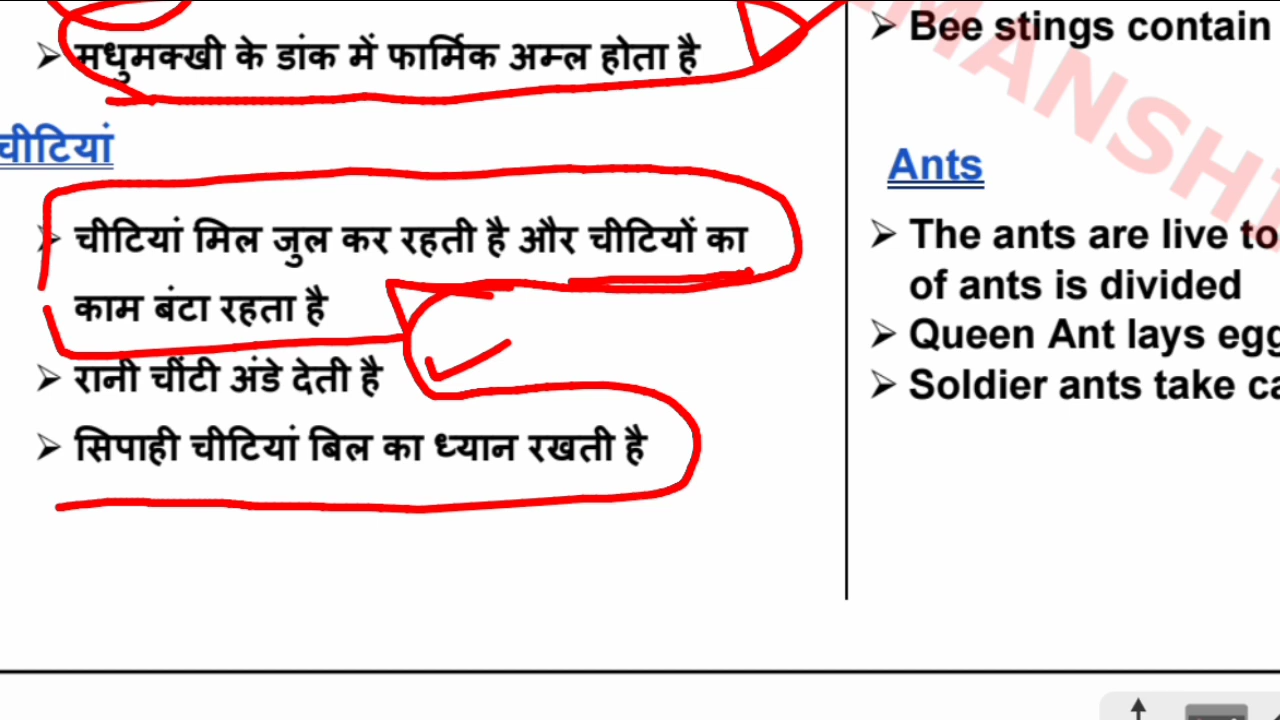 ➢ मधुमक्खी के डांक में फार्मिक अम्ल होता है
चीटियां
➢ चीटियां मिल जुल कर रहती है और चीटियों का
काम बंटा रहता है
➢ रानी चींटी अंडे देती है
➢ सिपाही चीटियां बिल का ध्यान रखती है
➢ Bee stings contain
Ants
➢ The ants are live to
of ants is divided
➢ Queen Ant lays egg
➢ Soldier ants take ca
MANSHI